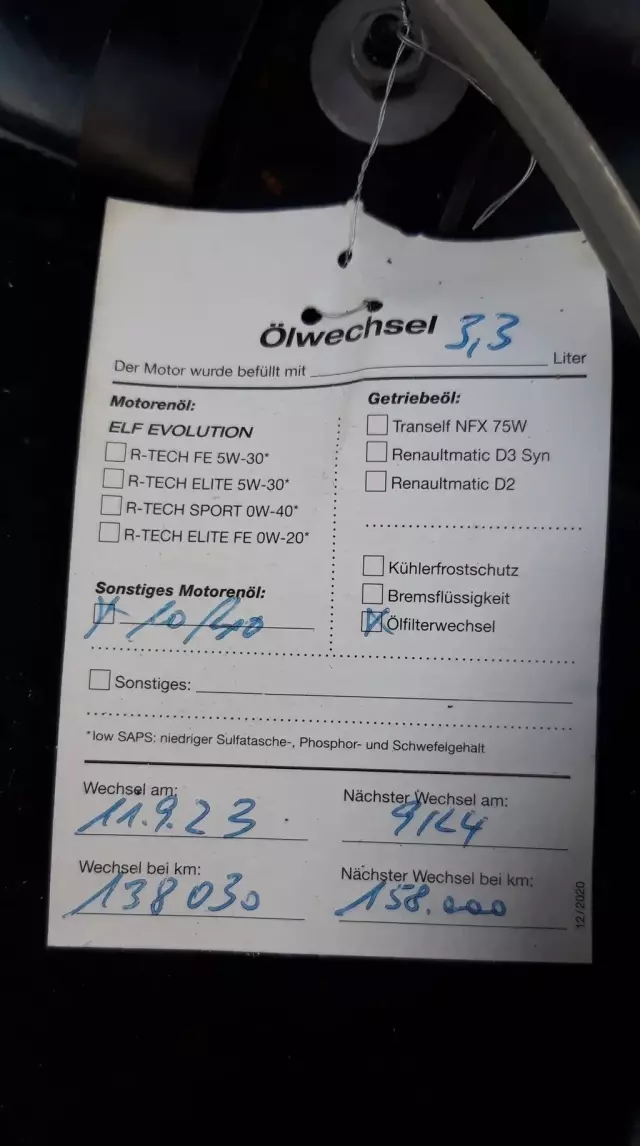 Ölwechsel
Der Motor wurde befüllt mit 3,3 Liter
Motorenöl:
ELF EVOLUTION
R-TECH FE 5W-30*
R-TECH ELITE 5W-30*
R-TECH SPORT 0W-40*
R-TECH ELITE FE 0W-20*
Sonstiges Motorenöl:
X 10/40
Getriebeöl:
Tranself NFX 75W
Renaultmatic D3 Syn
Renaultmatic D2
Kühlerfrostschutz
Bremsflüssigkeit
X Ölfilterwechsel
Sonstiges:
*low SAPS: niedriger Sulfatasche-, Phosphor- und Schwefelgehalt
Wechsel am:
11.9.23
Nächster Wechsel am:
9/24
Wechsel bei km:
138030
Nächster Wechsel bei km:
158.000
12/2020